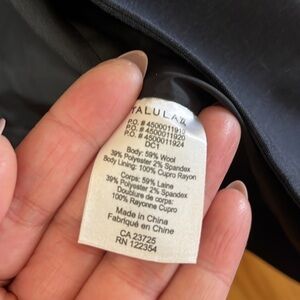 TALULA
P.O. # 4500011919
P.O. # 4500011920
P.O. # 4500011924
DC1
Body: 59% Wool
39% Polyester 2% Spandex
Body Lining: 100% Cupro Rayon
Corps: 59% Laine
39% Polyester 2% Spandex
Doublure de corps:
100% Rayonne Cupro
Made in China
Fabriqué en Chine
CA 23725
RN 122354